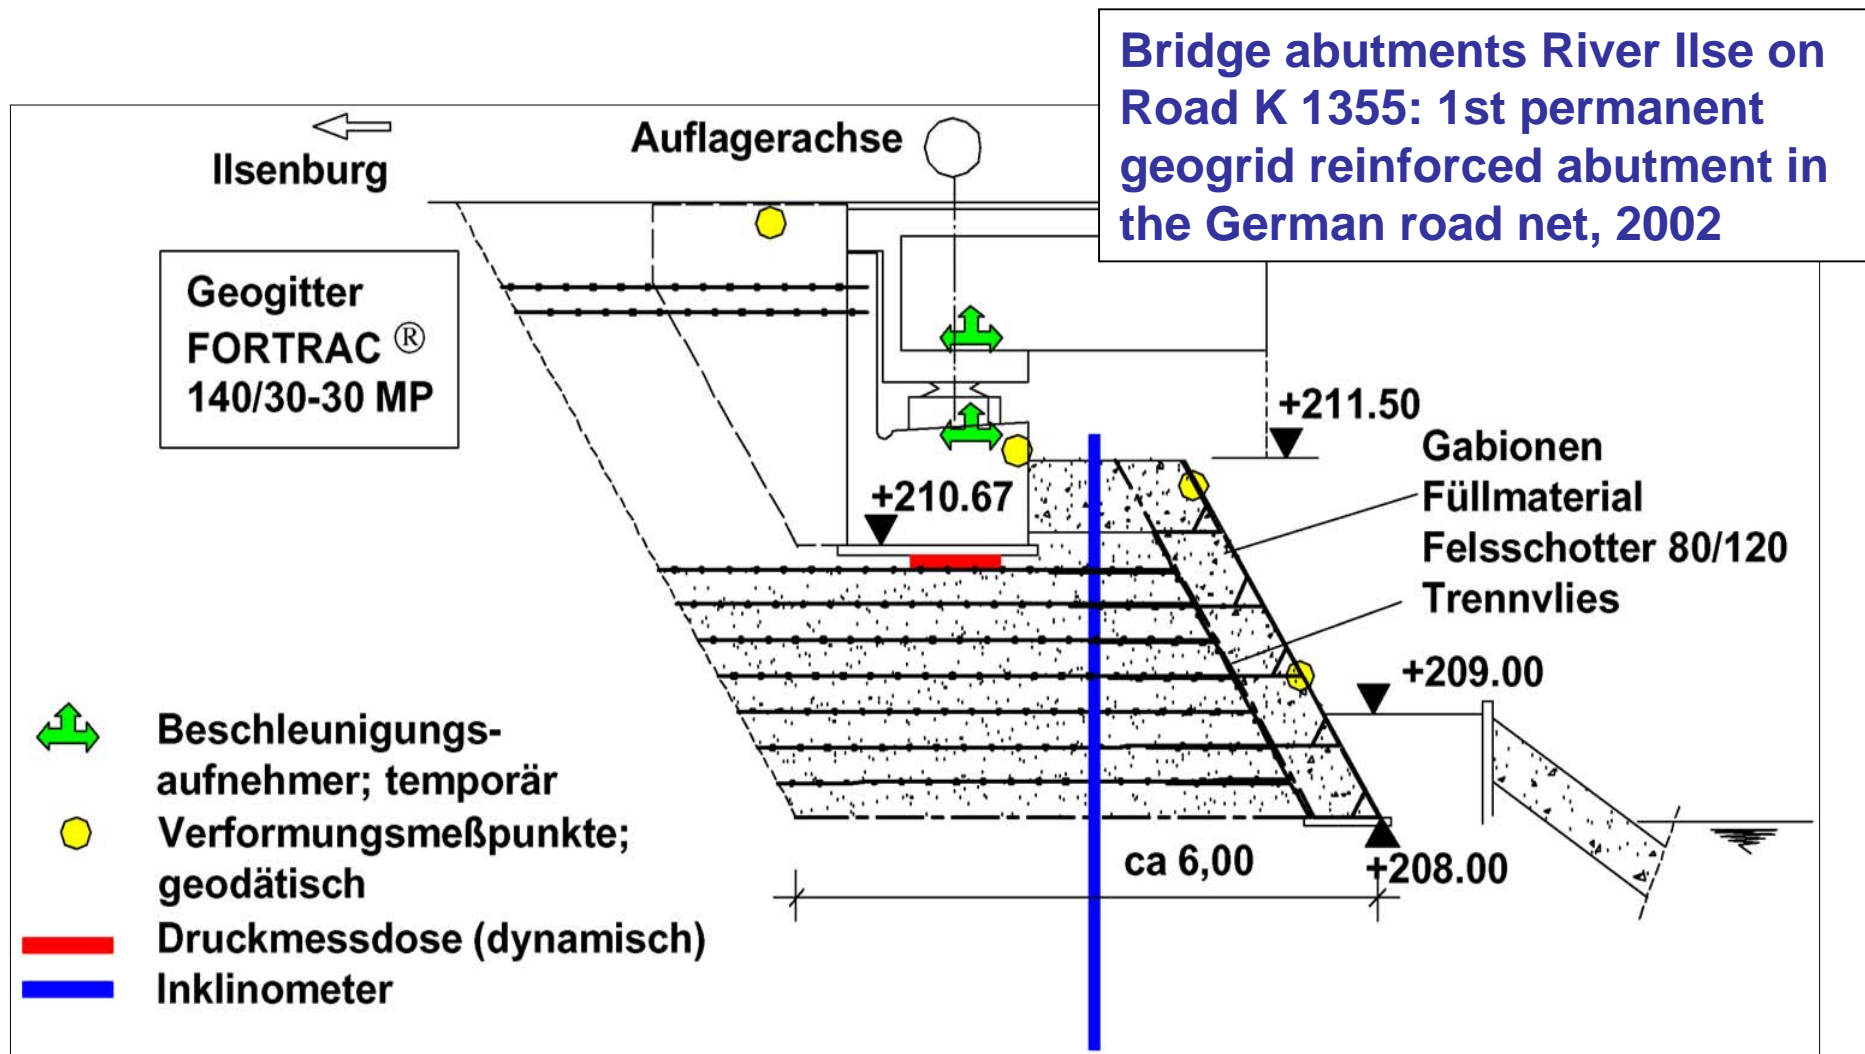 Bridge abutments River Ilse on
Road K 1355: 1st permanent
geogrid reinforced abutment in
the German road net, 2002
Auflagerachse
Ilsenburg
Geogitter
FORTRAC ®
140/30-30 MP
+211.50
Gabionen
Füllmaterial
Felsschotter 80/120
Trennvlies
+210.67
+209.00
ca 6,00
+208.00
Beschleunigungs-
aufnehmer; temporär
Verformungsmeßpunkte;
geodätisch
Druckmessdose (dynamisch)
Inklinometer